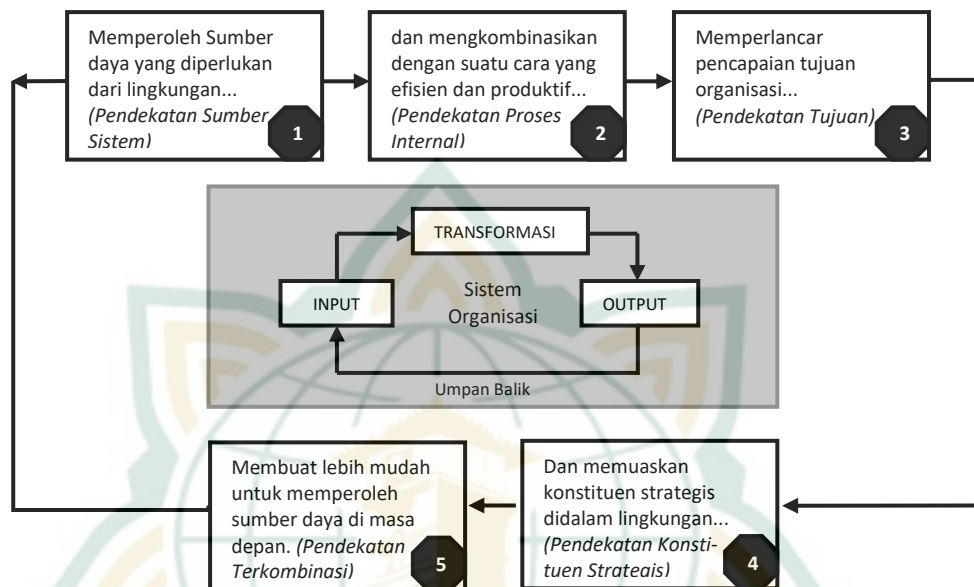 Memperoleh Sumber
daya yang diperlukan
dari lingkungan...
(Pendekatan Sumber
Sistem)
1
dan mengkombinasikan
dengan suatu cara yang
efisien dan produktif...
(Pendekatan Proses
Internal)
2
Memperlancar
pencapaian tujuan
organisasi...
(Pendekatan Tujuan)
3
TRANSFORMASI
INPUT
Sistem
Organisasi
OUTPUT
Umpan Balik
Dan memuaskan
konstituen strategis
didalam lingkungan...
(Pendekatan Konsti-
tuen Strategis)
4
Membuat lebih mudah
untuk memperoleh
sumber daya di masa
depan. (Pendekatan
Terkombinasi)
5